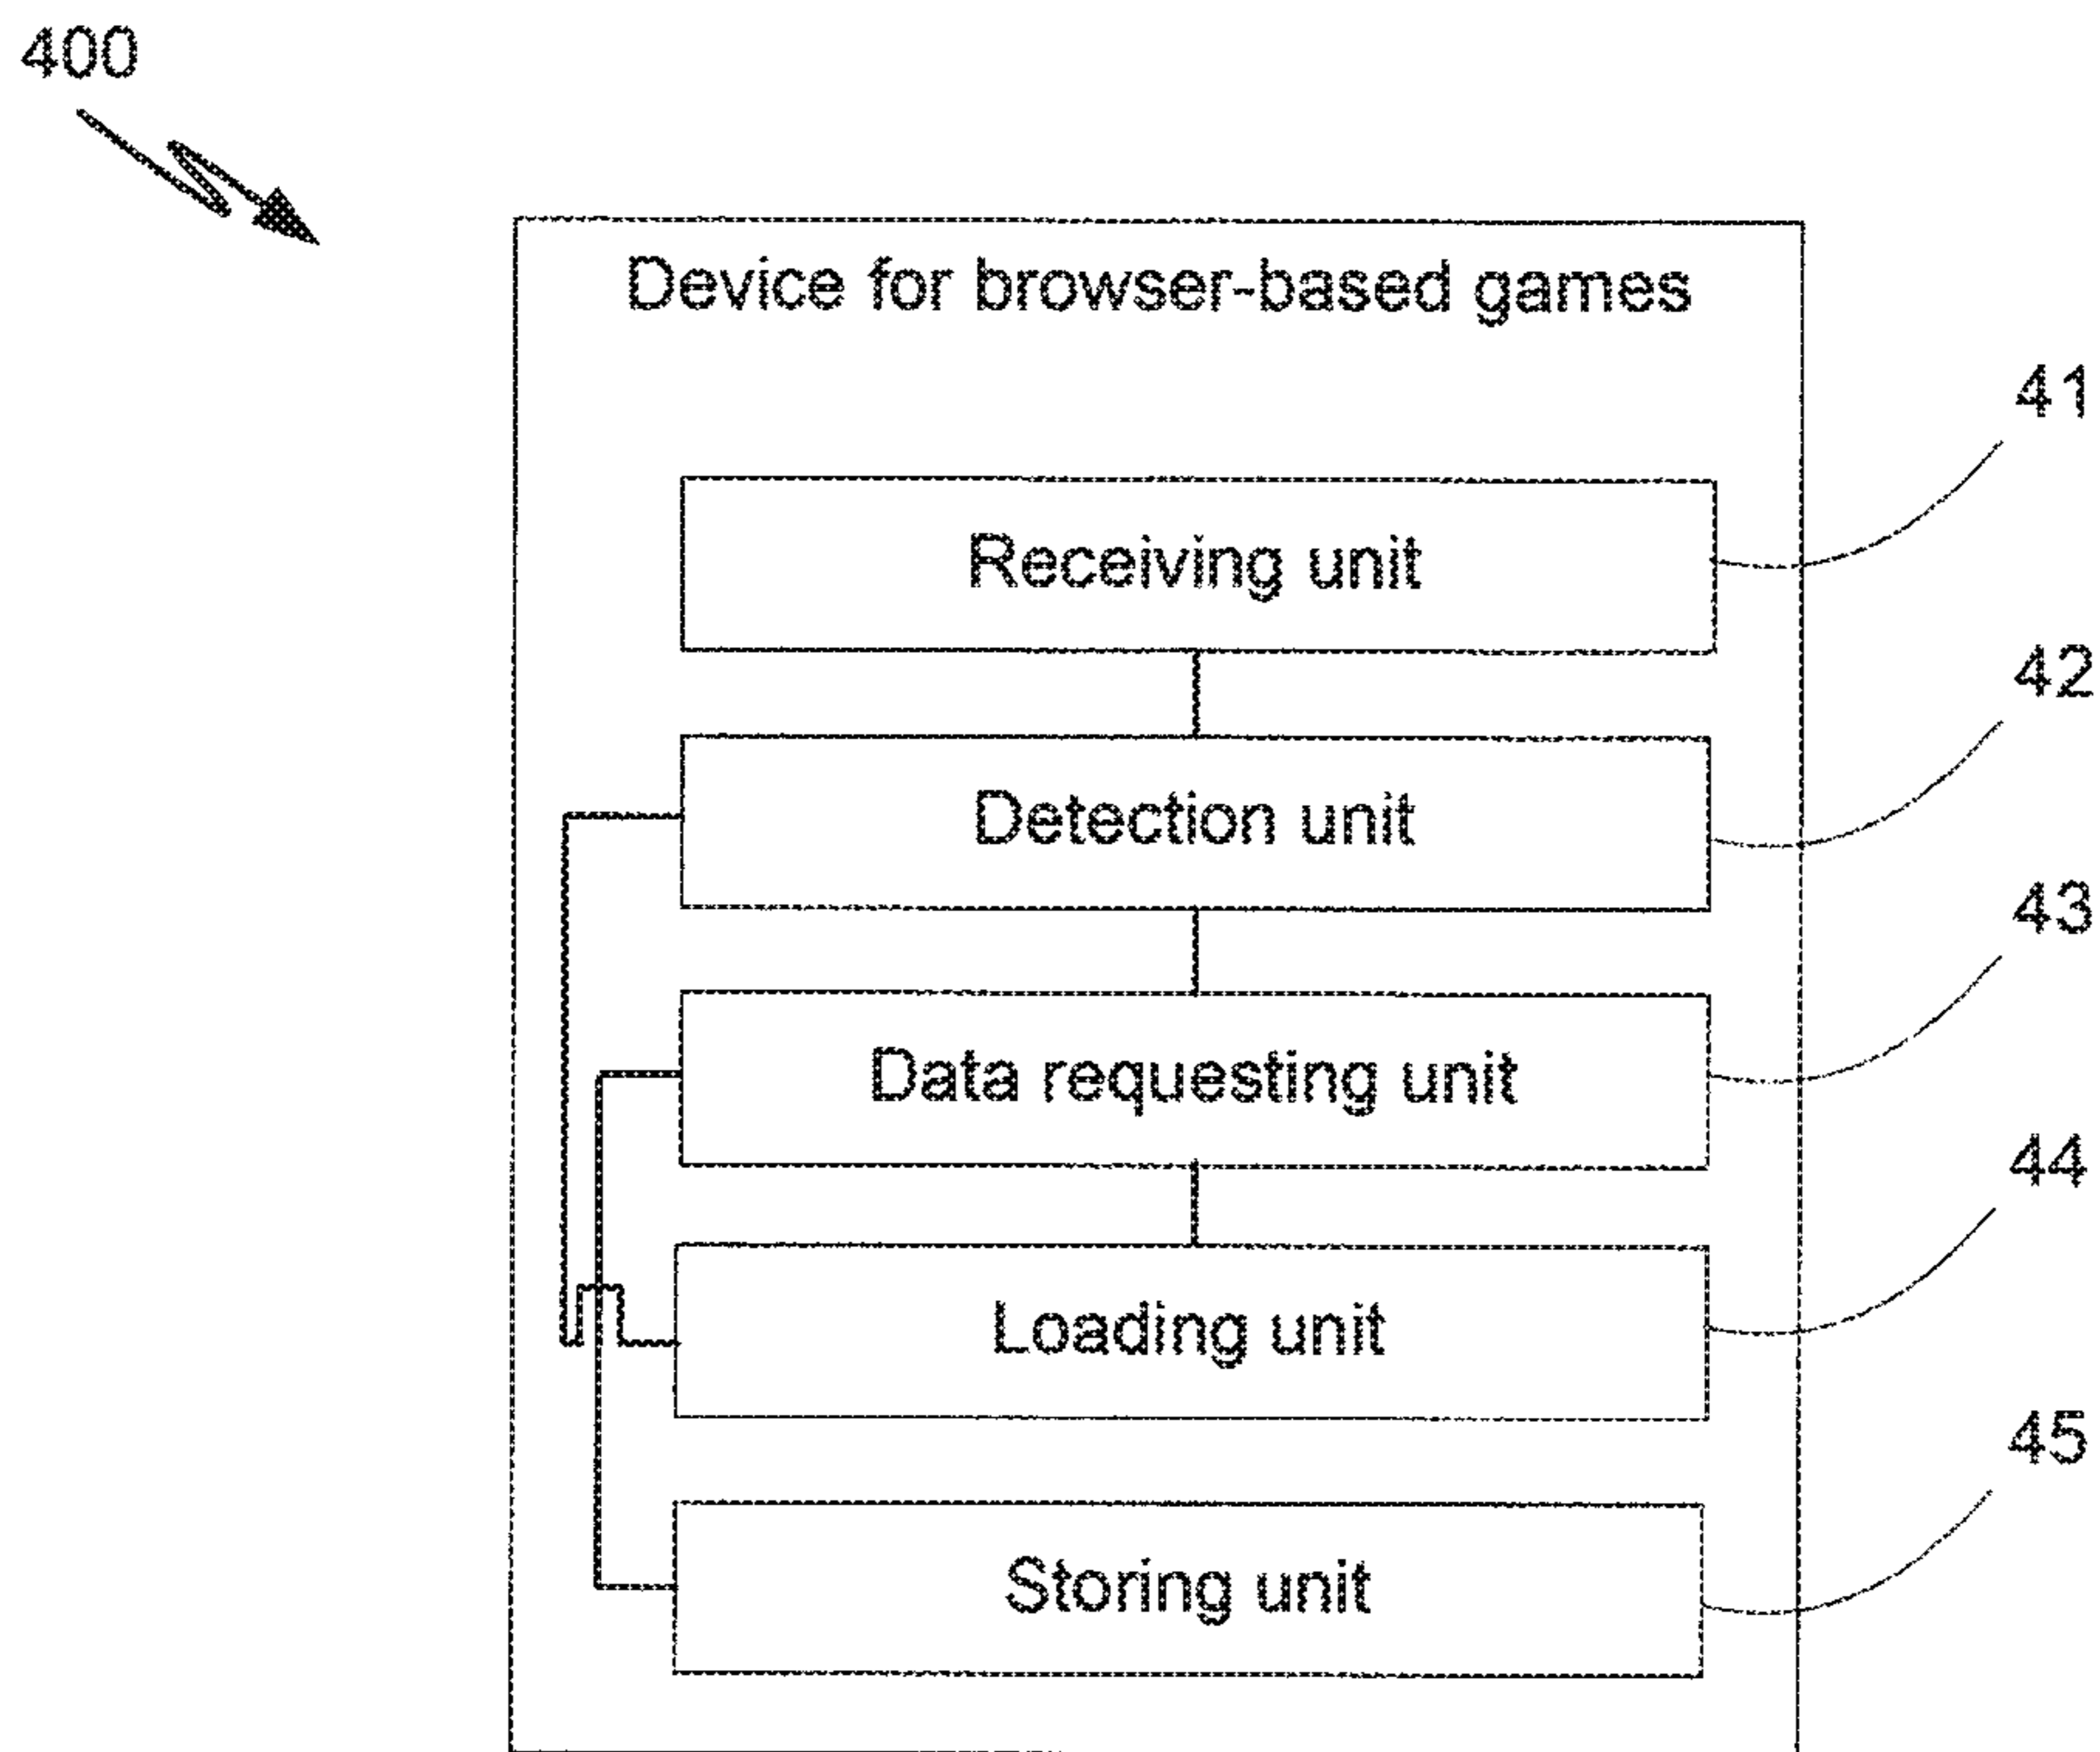 400
Device for browser-based games
41
Receiving unit
42
Detection unit
43
Data requesting unit
44
Loading unit
45
Storing unit